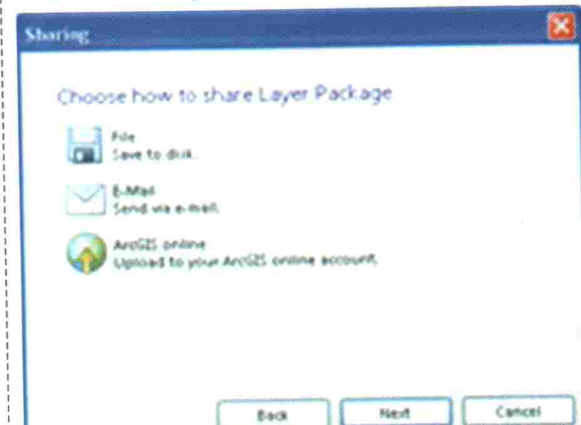 Sharing
Choose how to share Layer Package
File
Save to disk.
E-Mail
Send via e-mail.
ArcGIS online
Upload to your ArcGIS online account.
Back Next Cancel